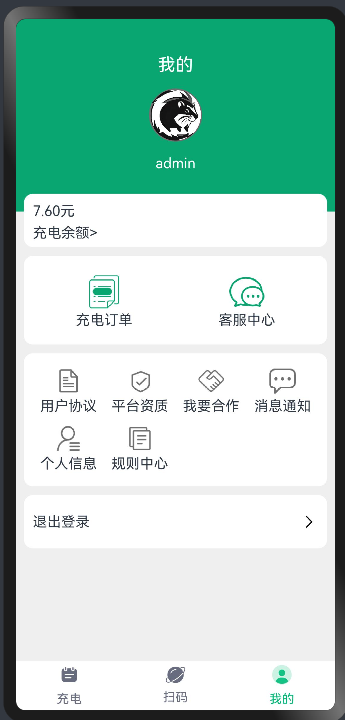 我的
admin
7.60元
充电余额>
充电订单 客服中心
用户协议 平台资质 我要合作 消息通知
个人信息 规则中心
退出登录
充电 扫码 我的